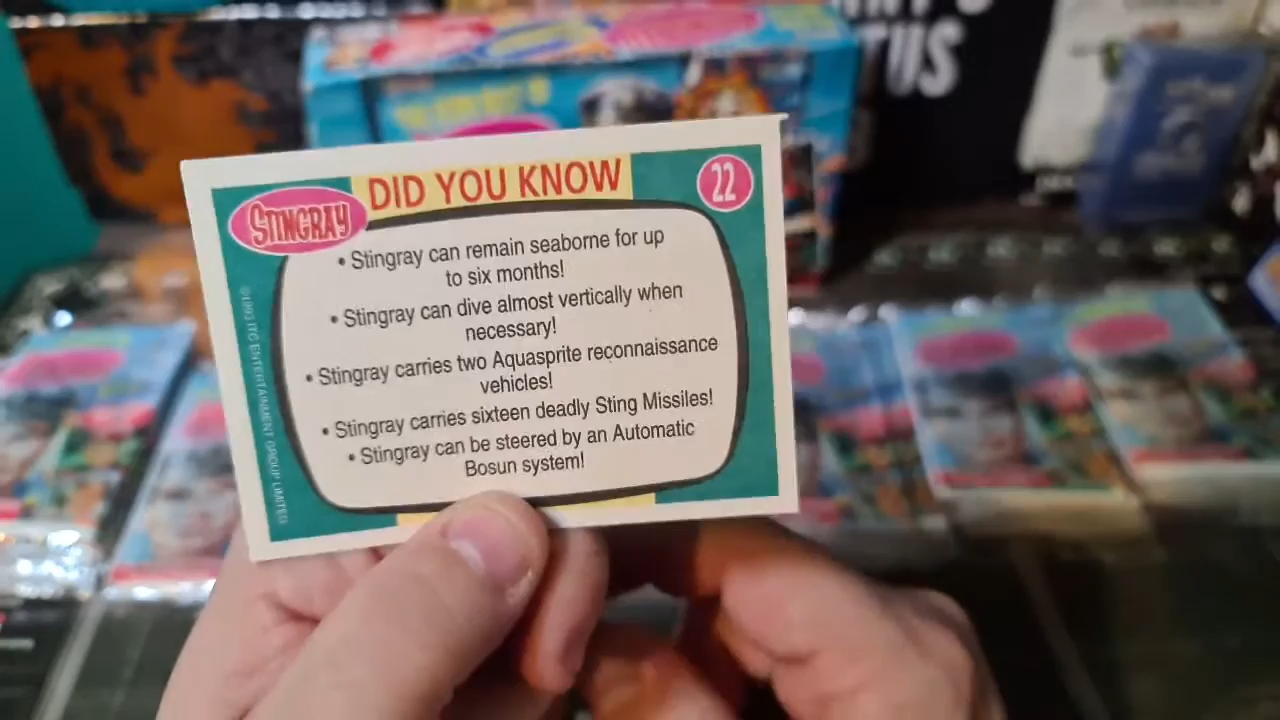 TUS
DID YOU KNOW
22
STINGRAY
• Stingray can remain seaborne for up
to six months!
• Stingray can dive almost vertically when
necessary!
• Stingray carries two Aquasprite reconnaissance
vehicles!
• Stingray carries sixteen deadly Sting Missiles!
• Stingray can be steered by an Automatic
Bosun system!
©1993 ITC ENTERTAINMENT GROUP LIMITED